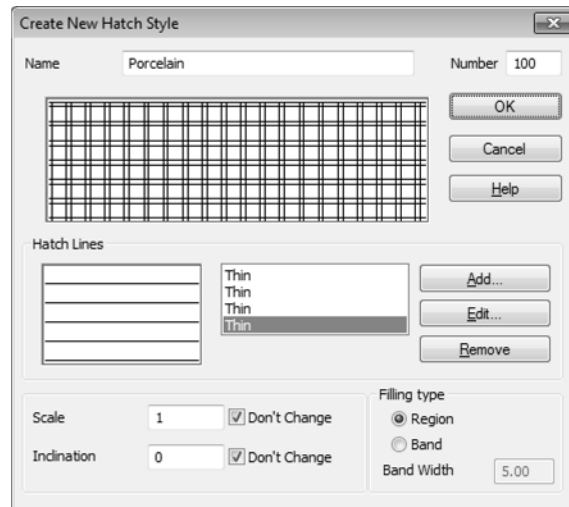 Create New Hatch Style
Name Porcelain Number 100
OK
Cancel
Help
Hatch Lines
Thin
Thin
Thin
Thin
Add...
Edit...
Remove
Scale 1 Don't Change
Inclination 0 Don't Change
Filling type
Region
Band
Band Width 5.00